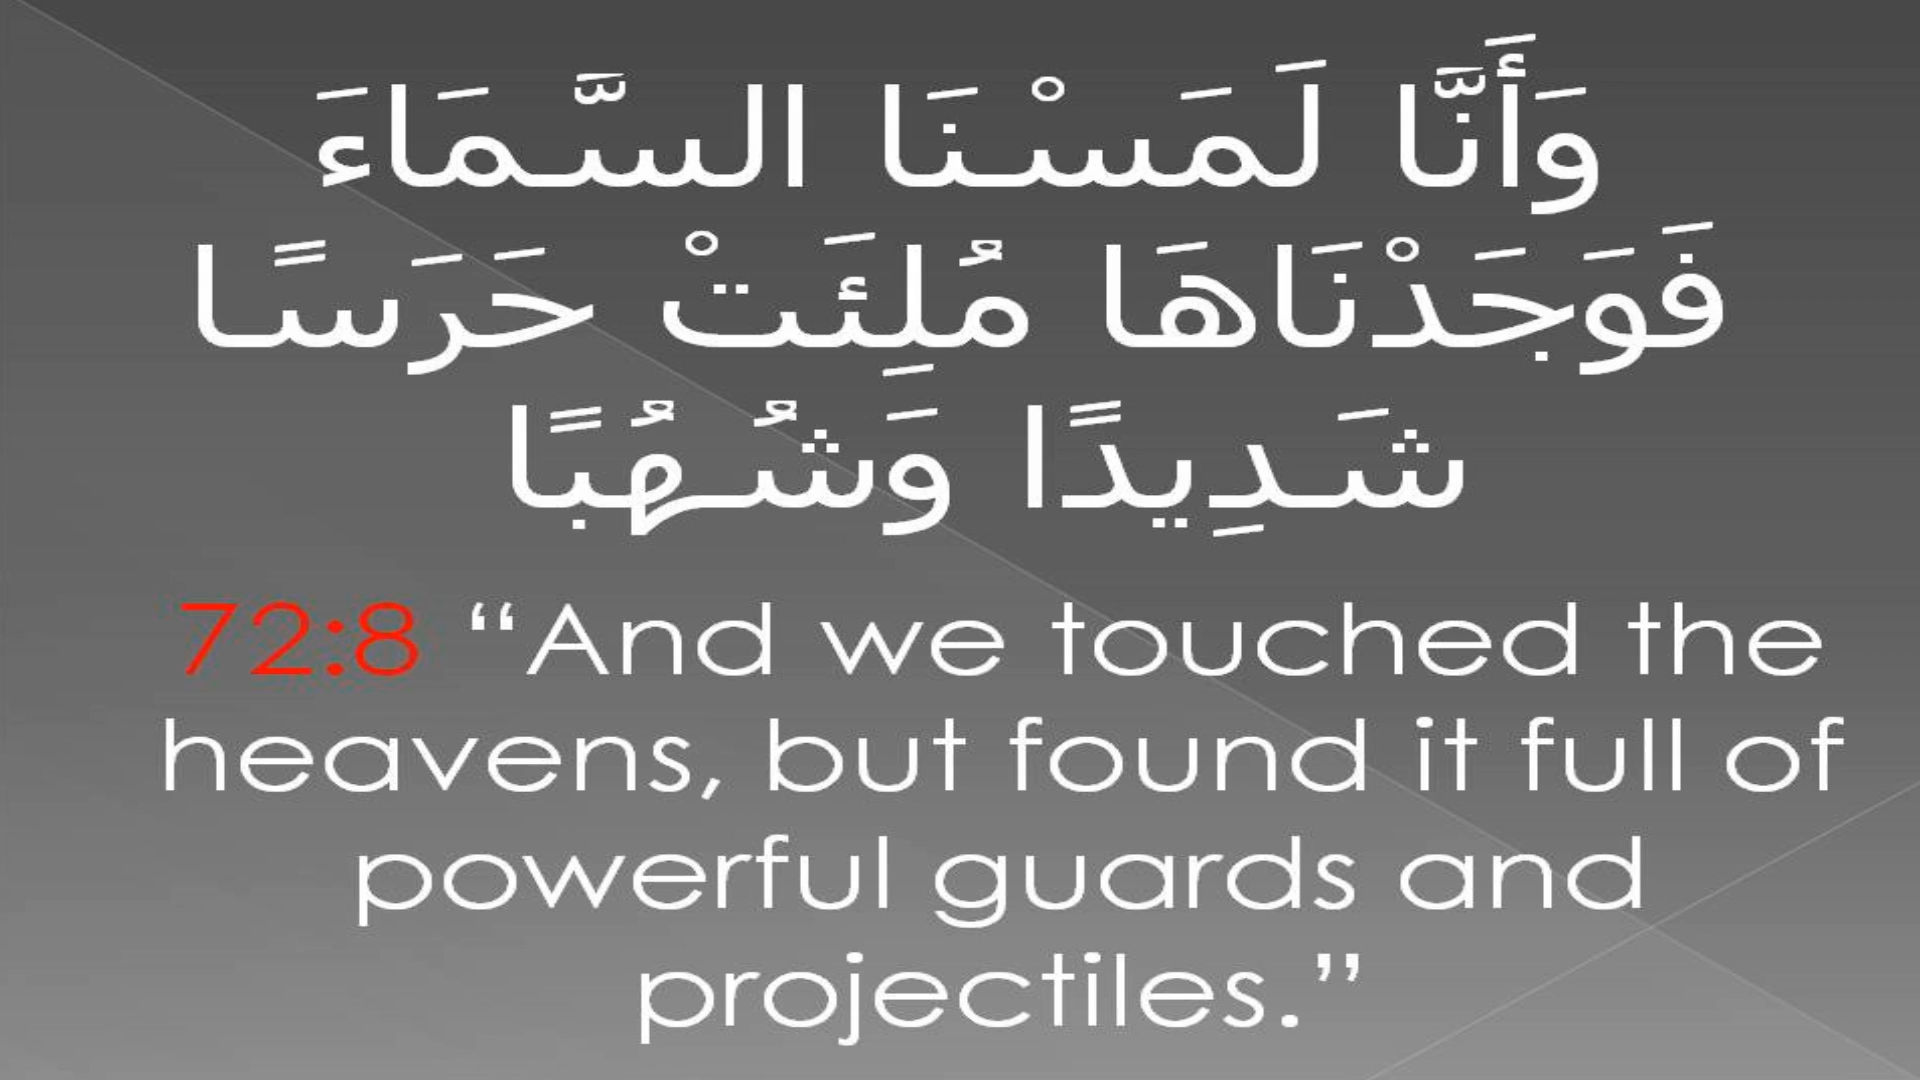 وَأَنَّا لَمَسْنَا السَّمَاءَ
فَوَجَدْنَاهَا مُلِئَتْ حَرَسًا
شَدِيدًا وَشُهُبًا
72:8 “And we touched the
heavens, but found it full of
powerful guards and
projectiles.”